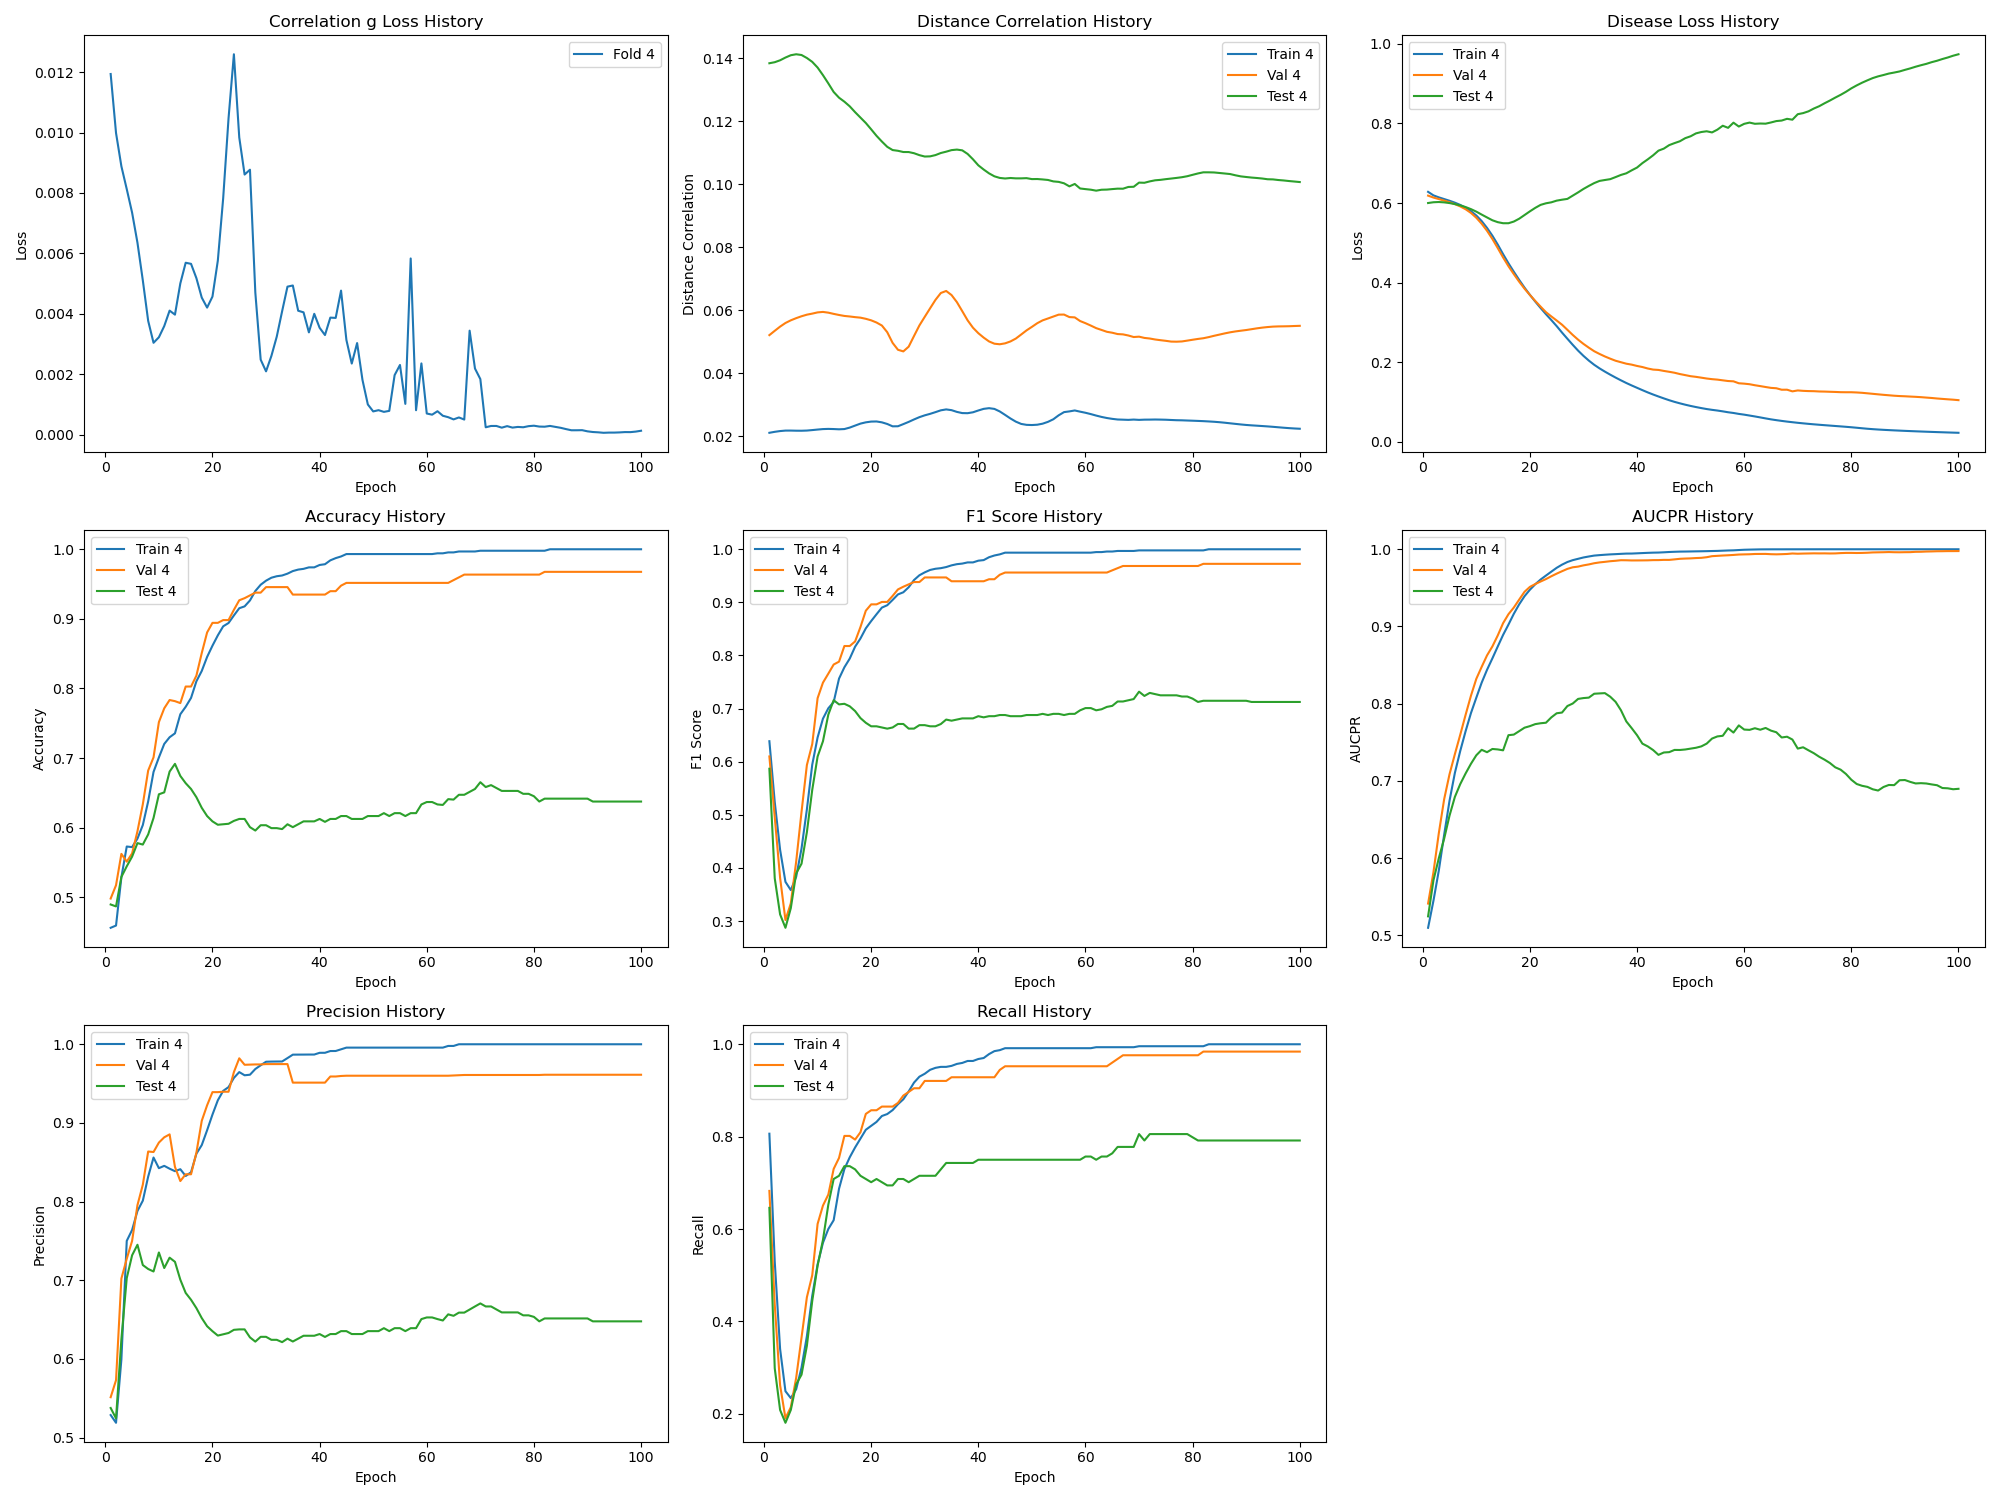 Correlation g Loss History
Fold 4
0.012
0.010
0.008
0.006
0.004
0.002
0.000
Loss
0 20 40 60 80 100
Epoch
Distance Correlation History
Train 4
Val 4
Test 4
0.14
0.12
0.10
0.08
0.06
0.04
0.02
Distance Correlation
0 20 40 60 80 100
Epoch
Disease Loss History
Train 4
Val 4
Test 4
1.0
0.8
0.6
0.4
0.2
0.0
Loss
0 20 40 60 80 100
Epoch
Accuracy History
Train 4
Val 4
Test 4
1.0
0.9
0.8
0.7
0.6
0.5
Accuracy
0 20 40 60 80 100
Epoch
F1 Score History
Train 4
Val 4
Test 4
1.0
0.9
0.8
0.7
0.6
0.5
0.4
0.3
F1 Score
0 20 40 60 80 100
Epoch
AUCPR History
Train 4
Val 4
Test 4
1.0
0.9
0.8
0.7
0.6
0.5
AUCPR
0 20 40 60 80 100
Epoch
Precision History
Train 4
Val 4
Test 4
1.0
0.9
0.8
0.7
0.6
0.5
Precision
0 20 40 60 80 100
Epoch
Recall History
Train 4
Val 4
Test 4
1.0
0.8
0.6
0.4
0.2
Recall
0 20 40 60 80 100
Epoch